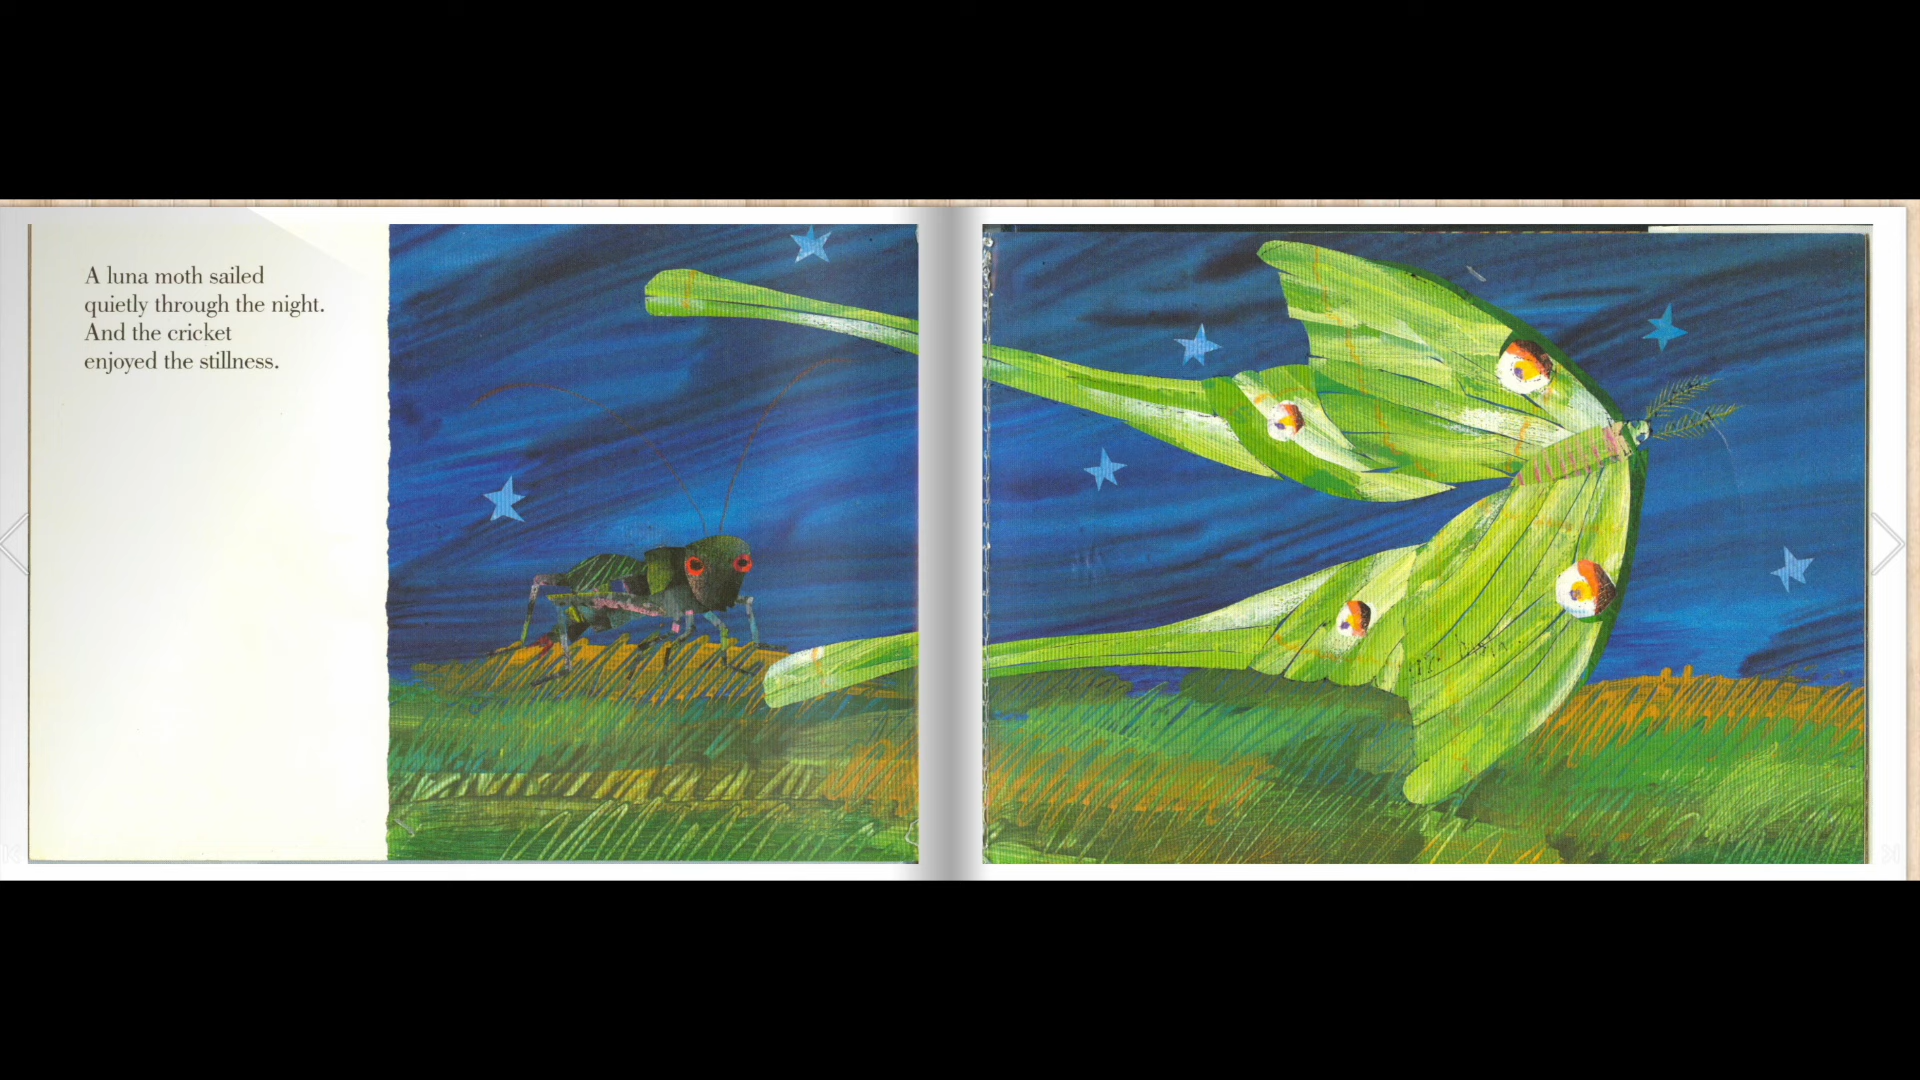 A luna moth sailed
quietly through the night.
And the cricket
enjoyed the stillness.